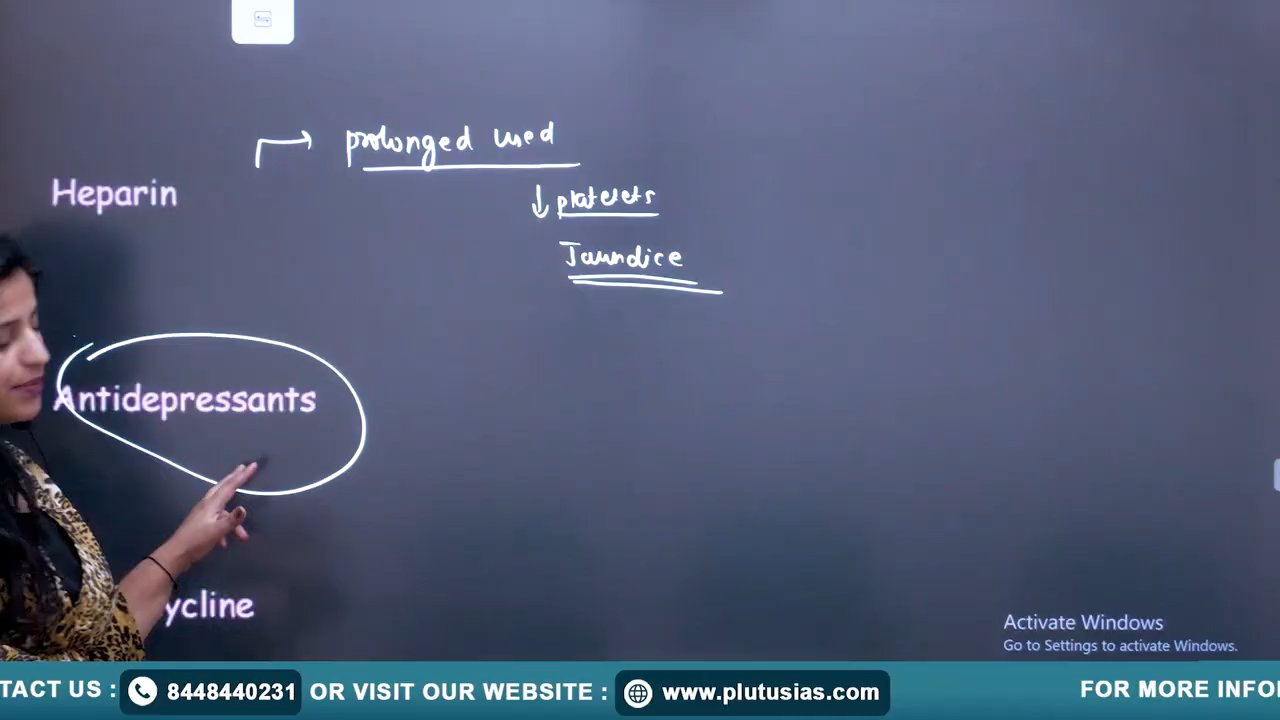 prolonged used
Heparin
↓ platelets
Jaundice
Antidepressants
ycline
Activate Windows
Go to Settings to activate Windows.
TACT US : 8448440231 OR VISIT OUR WEBSITE : www.plutusias.com FOR MORE INFO